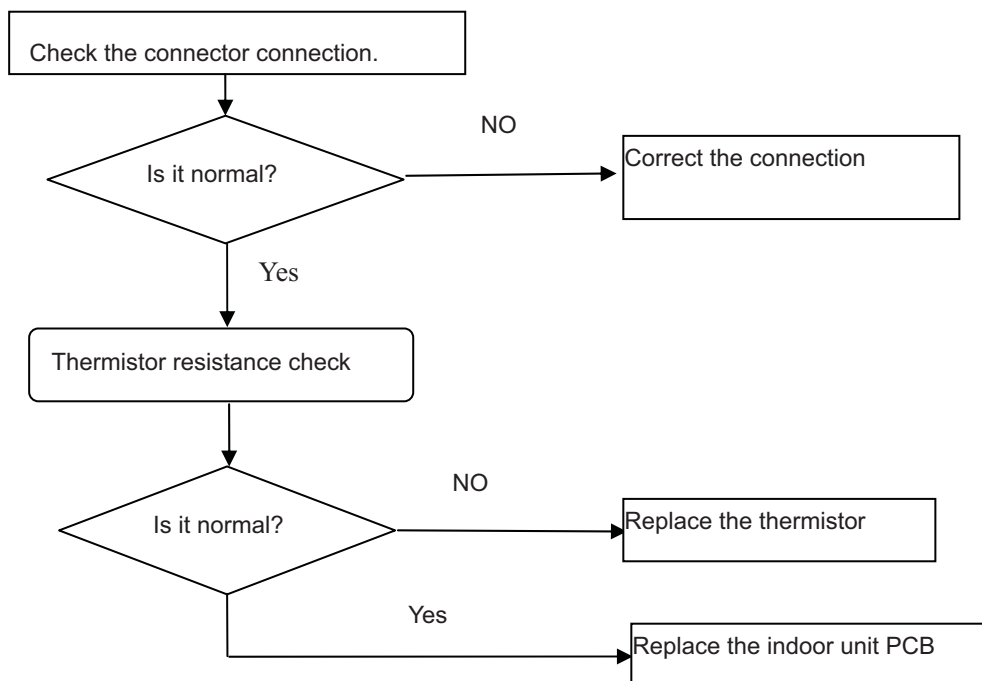 Check the connector connection.
NO
Is it normal?
Correct the connection
Yes
Thermistor resistance check
NO
Is it normal?
Replace the thermistor
Yes
Replace the indoor unit PCB